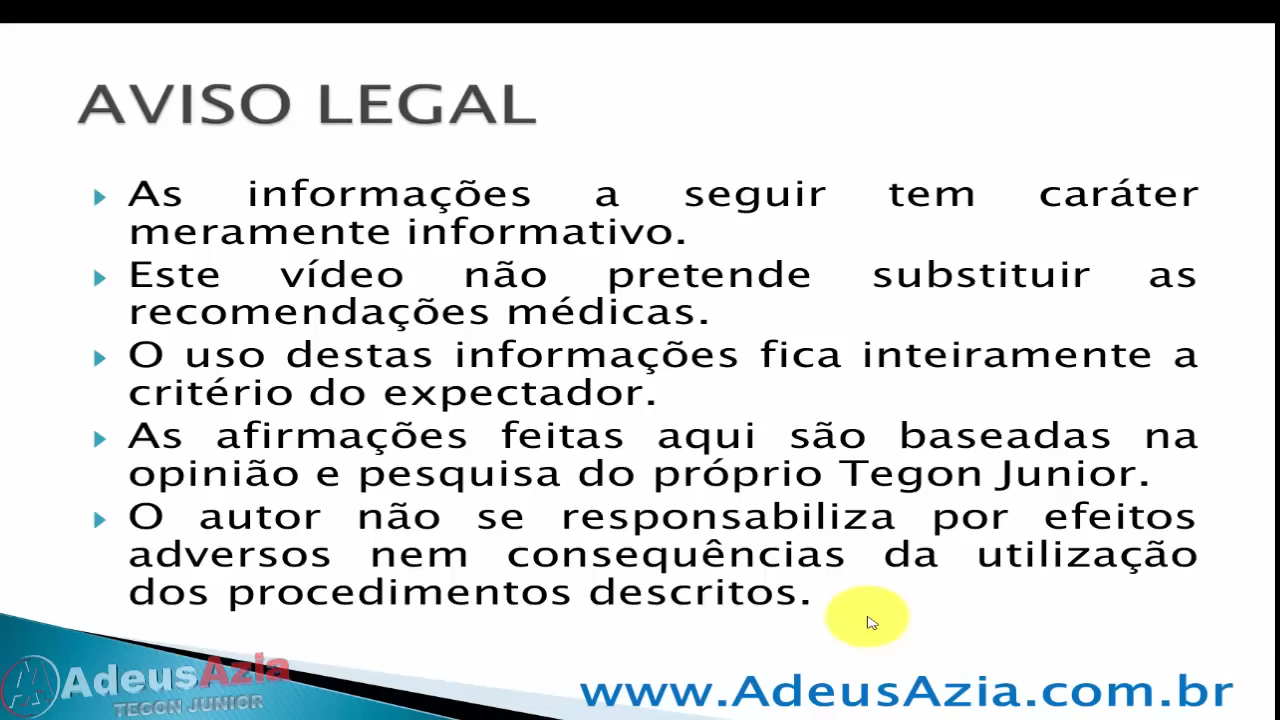 AVISO LEGAL
As informações a seguir tem caráter
meramente informativo.
Este vídeo não pretende substituir as
recomendações médicas.
O uso destas informações fica inteiramente a
critério do expectador.
As afirmações feitas aqui são baseadas na
opinião e pesquisa do próprio Tegon Junior.
O autor não se responsabiliza por efeitos
adversos nem consequências da utilização
dos procedimentos descritos.
AA AdeusAzia
TEGON JUNIOR
www.AdeusAzia.com.br